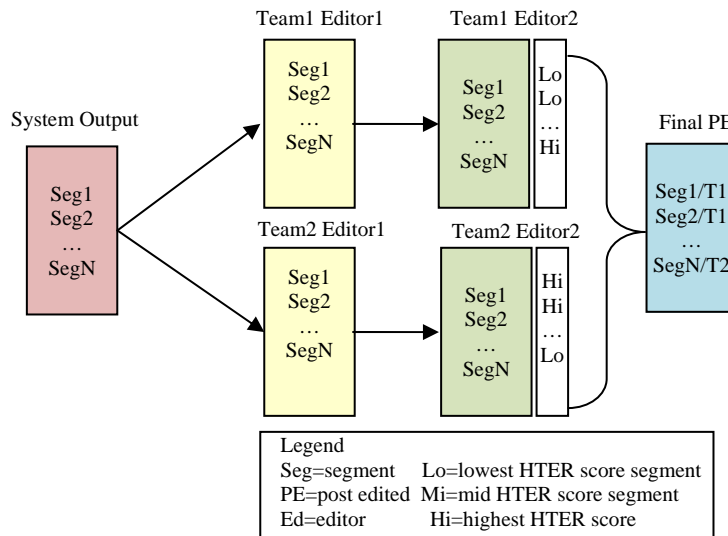 Team1 Editor1
Team1 Editor2
Seg1
Seg2
…
SegN
Seg1
Seg2
…
SegN
Lo
Lo
…
Hi
System Output
Seg1
Seg2
…
SegN
Final PE
Seg1/T1
Seg2/T1
…
SegN/T2
Team2 Editor1
Team2 Editor2
Seg1
Seg2
…
SegN
Seg1
Seg2
…
SegN
Hi
Hi
…
Lo
Legend
Seg=segment Lo=lowest HTER score segment
PE=post edited Mi=mid HTER score segment
Ed=editor Hi=highest HTER score